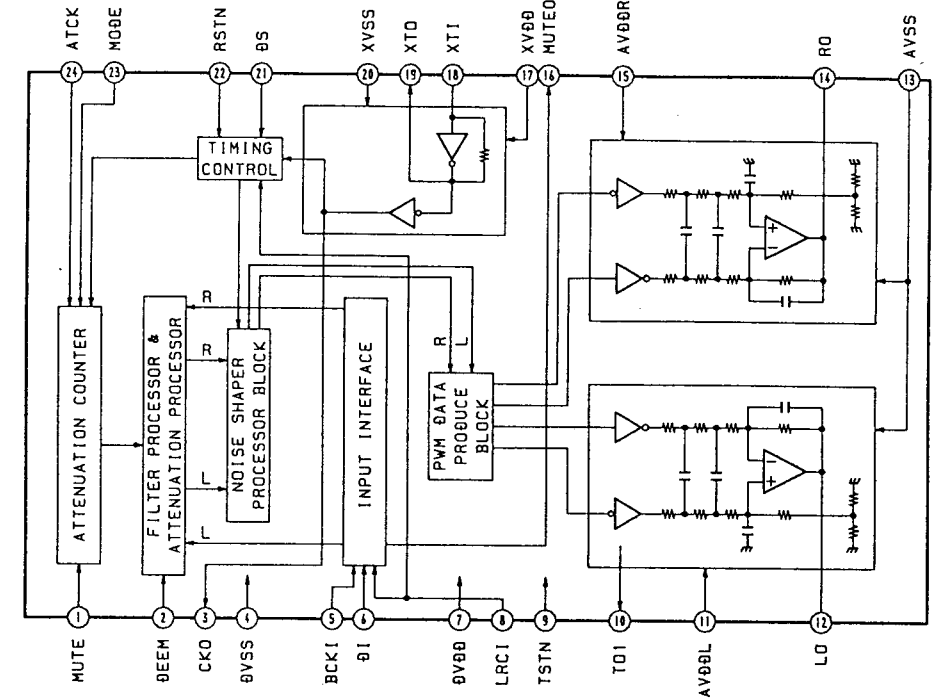 ATCK
MODE
RSTN
DS
XVSS
XTO
XTI
XVDD
MUTEO
AVDDR
RO
AVSS
24
23
22
21
20
19
18
17
16
15
14
13
TIMING
CONTROL
ATTENUATION COUNTER
FILTER PROCESSOR &
ATTENUATION PROCESSOR
R
R
L
L
NOISE SHAPER
PROCESSOR BLOCK
INPUT INTERFACE
R
L
PWM DATA
PRODUCE
BLOCK
+
−
−
+
1
2
3
4
5
6
7
8
9
10
11
12
MUTE
DEEM
CKO
DVSS
BCKI
DI
DVDD
LRCI
TSTN
TO1
AVDDL
LO